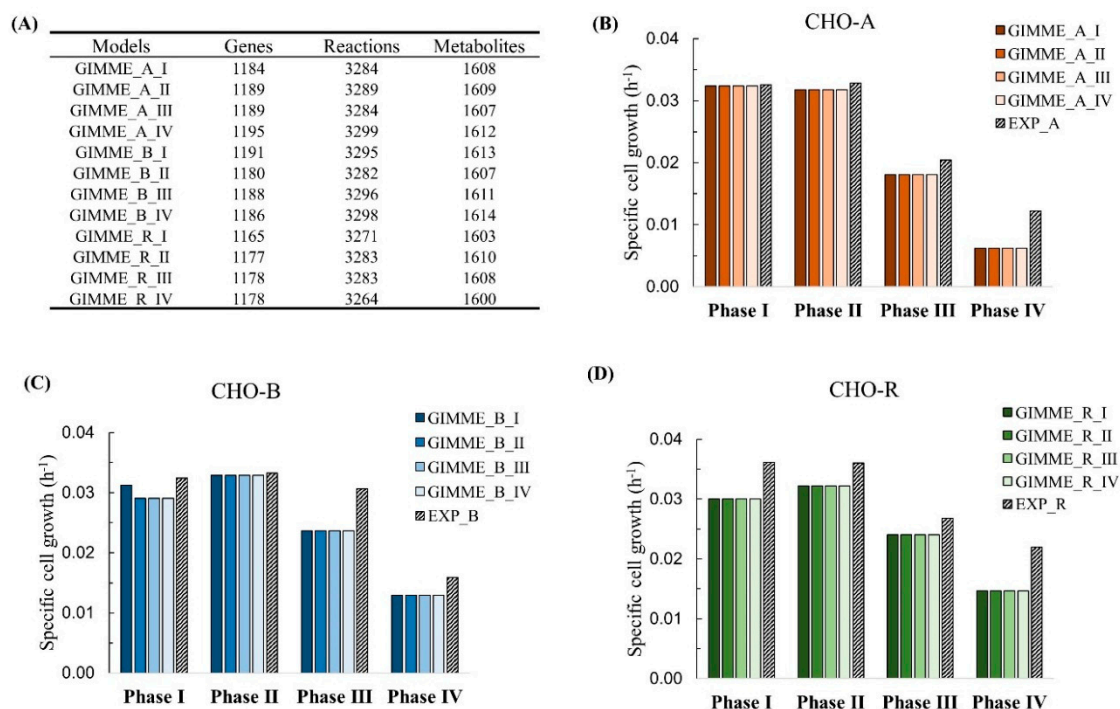 (A)
Models Genes Reactions Metabolites
GIMME_A_I 1184 3284 1608
GIMME_A_II 1189 3289 1609
GIMME_A_III 1189 3284 1607
GIMME_A_IV 1195 3299 1612
GIMME_B_I 1191 3295 1613
GIMME_B_II 1180 3282 1607
GIMME_B_III 1188 3296 1611
GIMME_B_IV 1186 3298 1614
GIMME_R_I 1165 3271 1603
GIMME_R_II 1177 3283 1610
GIMME_R_III 1178 3283 1608
GIMME_R_IV 1178 3264 1600
(B)
CHO-A
Specific cell growth (h⁻¹)
0.04
0.03
0.02
0.01
0.00
Phase I Phase II Phase III Phase IV
GIMME_A_I
GIMME_A_II
GIMME_A_III
GIMME_A_IV
EXP_A
(C)
CHO-B
Specific cell growth (h⁻¹)
0.04
0.03
0.02
0.01
0.00
Phase I Phase II Phase III Phase IV
GIMME_B_I
GIMME_B_II
GIMME_B_III
GIMME_B_IV
EXP_B
(D)
CHO-R
Specific cell growth (h⁻¹)
0.04
0.03
0.02
0.01
0.00
Phase I Phase II Phase III Phase IV
GIMME_R_I
GIMME_R_II
GIMME_R_III
GIMME_R_IV
EXP_R